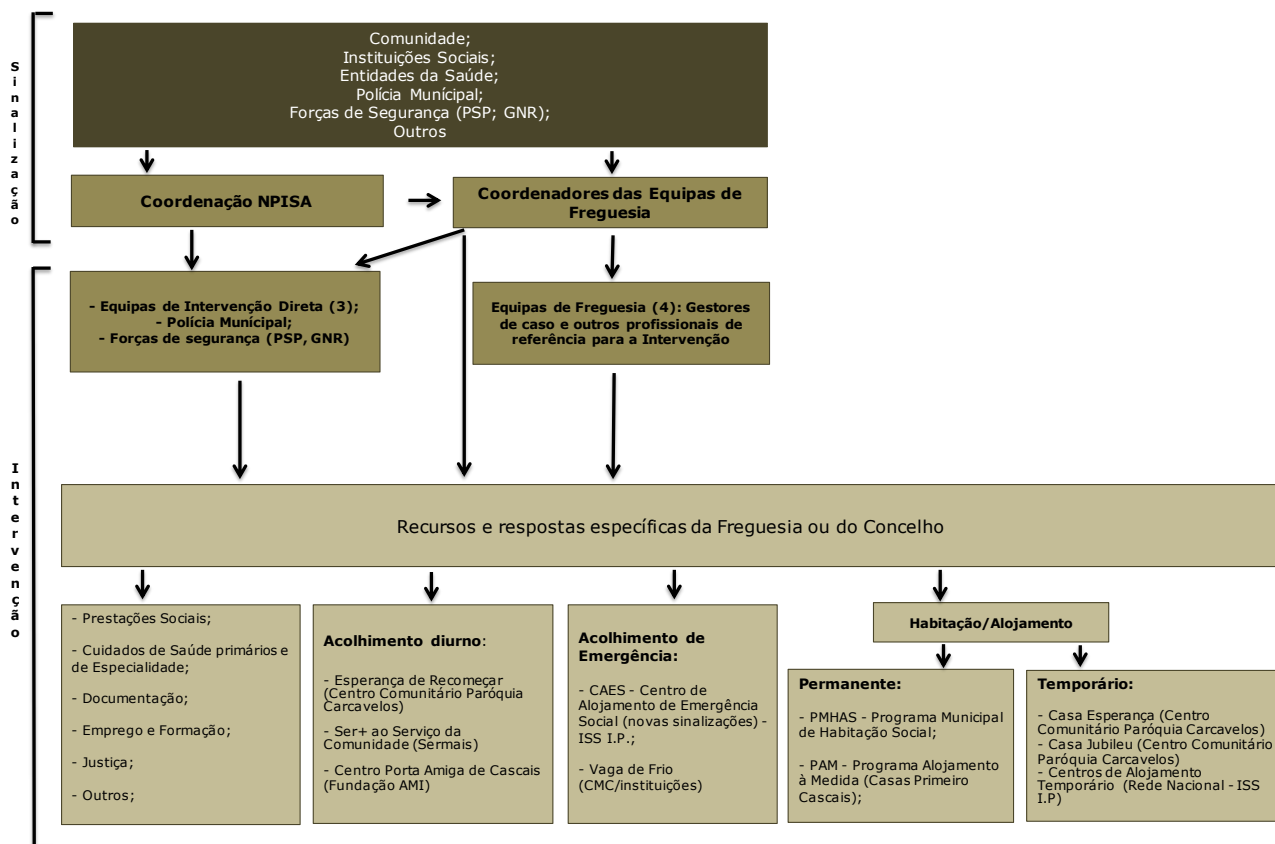 Sinalização
Comunidade;
Instituições Sociais;
Entidades da Saúde;
Polícia Munícipal;
Forças de Segurança (PSP; GNR);
Outros
Coordenação NPISA
Coordenadores das Equipas de
Freguesia
Intervenção
- Equipas de Intervenção Direta (3);
- Polícia Munícipal;
- Forças de segurança (PSP, GNR)
Equipas de Freguesia (4): Gestores
de caso e outros profissionais de
referência para a Intervenção
Recursos e respostas específicas da Freguesia ou do Concelho
- Prestações Sociais;
- Cuidados de Saúde primários e
de Especialidade;
- Documentação;
- Emprego e Formação;
- Justiça;
- Outros;
Acolhimento diurno:
- Esperança de Recomeçar
(Centro Comunitário Paróquia
Carcavelos)
- Ser+ ao Serviço da
Comunidade (Sermais)
- Centro Porta Amiga de Cascais
(Fundação AMI)
Acolhimento de
Emergência:
- CAES - Centro de
Alojamento de Emergência
Social (novas sinalizações) -
ISS I.P.;
- Vaga de Frio
(CMC/instituições)
Habitação/Alojamento
Permanente:
- PMHAS - Programa Municipal
de Habitação Social;
- PAM - Programa Alojamento
à Medida (Casas Primeiro
Cascais);
Temporário:
- Casa Esperança (Centro
Comunitário Paróquia Carcavelos)
- Casa Jubileu (Centro Comunitário
Paróquia Carcavelos)
- Centros de Alojamento
Temporário (Rede Nacional - ISS
I.P)